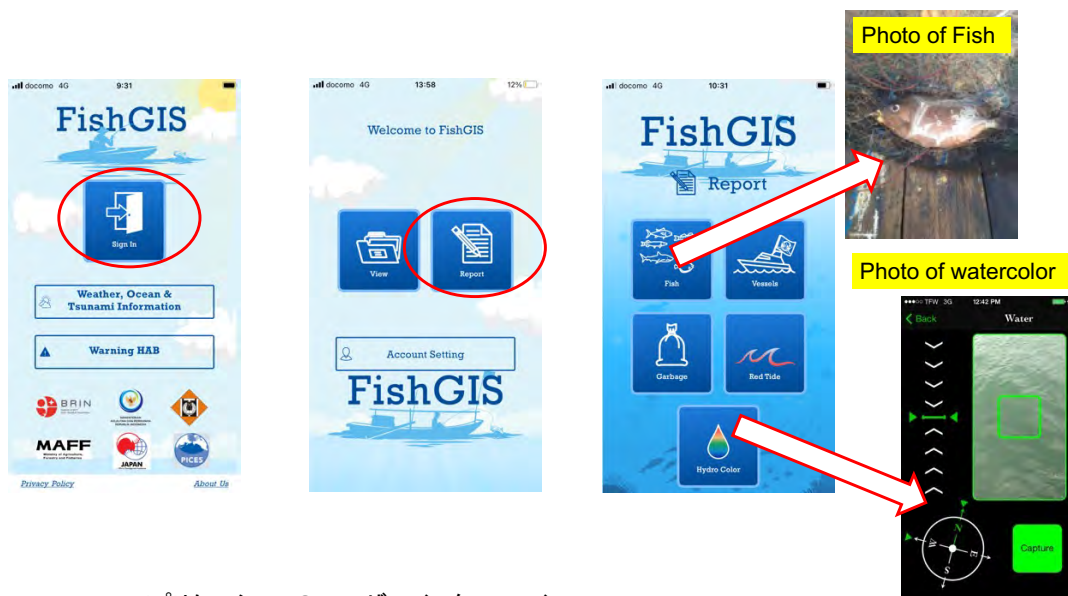 Photo of Fish
docomo 4G 9:31
FishGIS
Sign In
Weather, Ocean &
Tsunami Information
Warning HAB
BRIN
MAFF
JAPAN
PICES
Privacy Policy
About Us
docomo 4G 13:58 12%
Welcome to FishGIS
View
Report
Account Setting
FishGIS
docomo 4G 10:31
FishGIS
Report
Fish
Vessels
Garbage
Red Tide
Hydro Color
Photo of watercolor
TFW 3G 12:42 PM
Back
Water
N
W
E
S
Capture